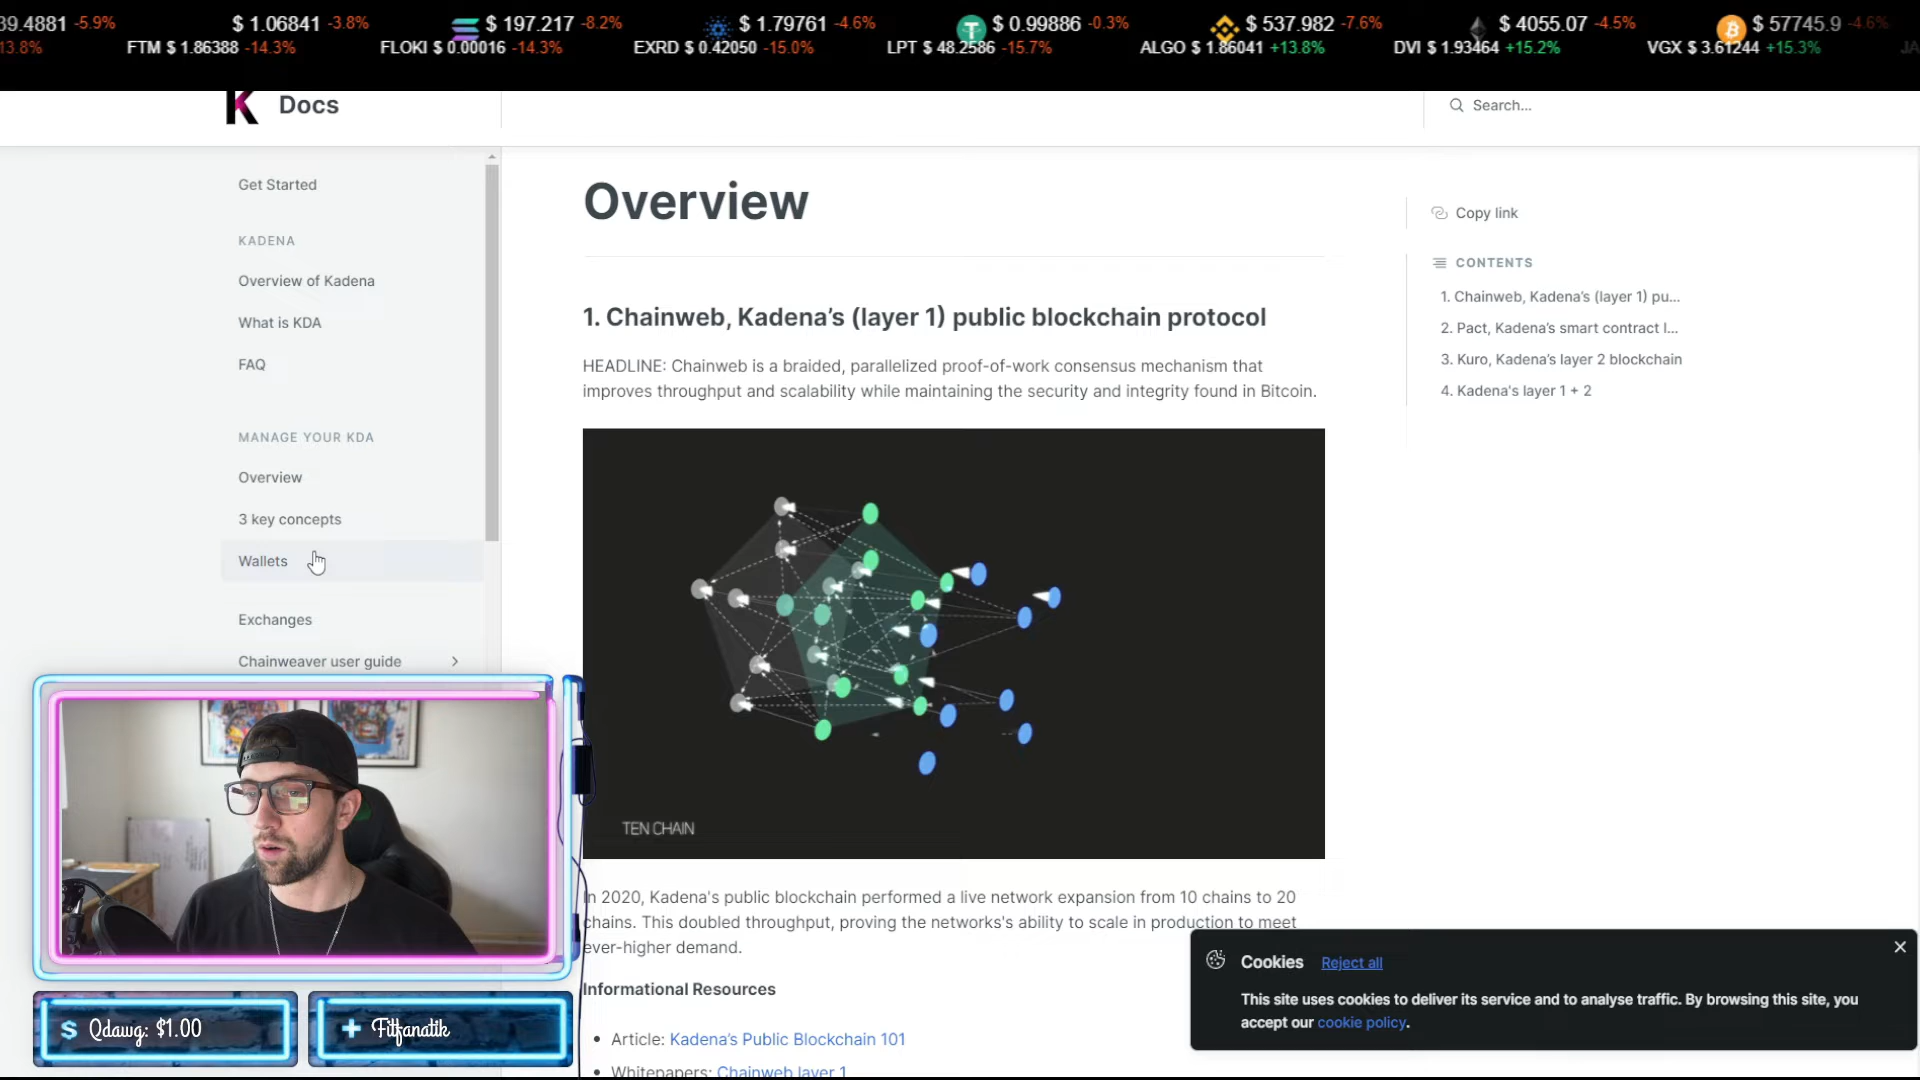 39.4881 -5.9% $ 1.06841 -3.8% $ 197.217 -8.2% $ 1.79761 -4.6% $ 0.99886 -0.3% $ 537.982 -7.6% $ 4055.07 -4.5% $ 57745.9 -4.6%
13.8% FTM $ 1.86388 -14.3% FLOKI $ 0.00016 -14.3% EXRD $ 0.42050 -15.0% LPT $ 48.2586 -15.7% ALGO $ 1.86041 +13.8% DVI $ 1.93464 +15.2% VGX $ 3.61244 +15.3% JA
K Docs
Search...
Get Started
KADENA
Overview of Kadena
What is KDA
FAQ
MANAGE YOUR KDA
Overview
3 key concepts
Wallets
Exchanges
Chainweaver user guide
Overview
1. Chainweb, Kadena’s (layer 1) public blockchain protocol
HEADLINE: Chainweb is a braided, parallelized proof-of-work consensus mechanism that
improves throughput and scalability while maintaining the security and integrity found in Bitcoin.
TEN CHAIN
In 2020, Kadena's public blockchain performed a live network expansion from 10 chains to 20
chains. This doubled throughput, proving the networks's ability to scale in production to meet
ever-higher demand.
Informational Resources
• Article: Kadena’s Public Blockchain 101
• Whitepapers: Chainweb layer 1
Copy link
CONTENTS
1. Chainweb, Kadena’s (layer 1) pu...
2. Pact, Kadena’s smart contract l...
3. Kuro, Kadena’s layer 2 blockchain
4. Kadena's layer 1 + 2
Cookies Reject all
This site uses cookies to deliver its service and to analyse traffic. By browsing this site, you
accept our cookie policy.
$ Qdawg: $1.00
+ Fitfanatik